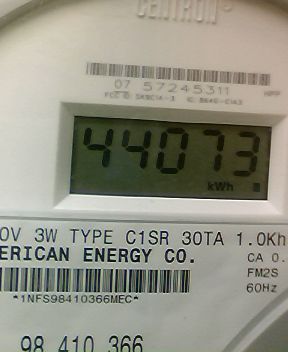 CENTRON
07 57245311
44073
kWh
0V 3W TYPE C1SR 30TA 1.0Kh
ERICAN ENERGY CO.
CA 0.
FM2S
*1NFS98410366MEC*
60Hz
98 410 366